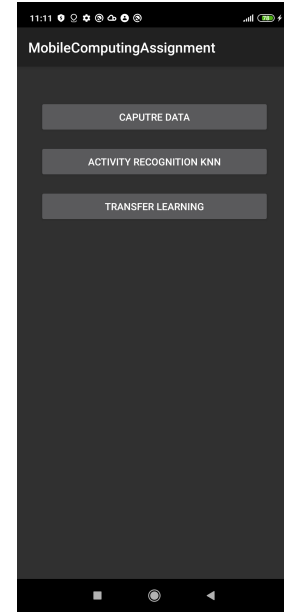 11:11
MobileComputingAssignment
CAPUTRE DATA
ACTIVITY RECOGNITION KNN
TRANSFER LEARNING